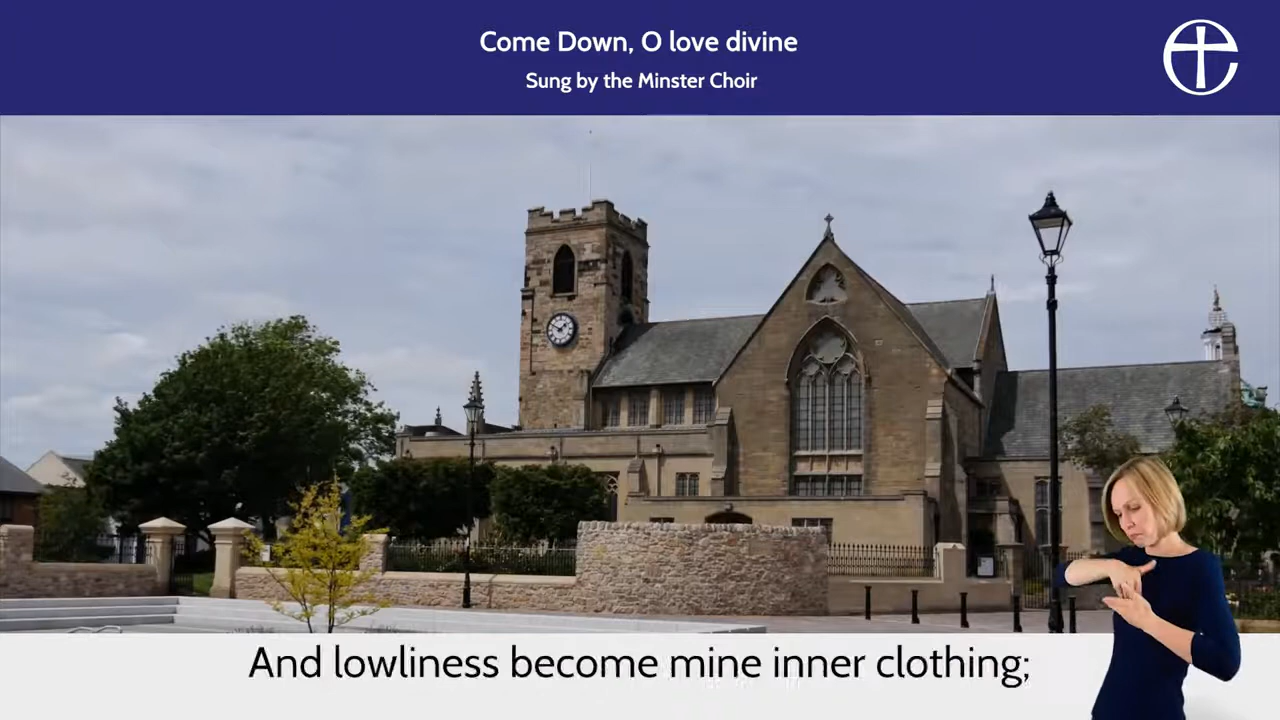 Come Down, O love divine
Sung by the Minster Choir
And lowliness become mine inner clothing;